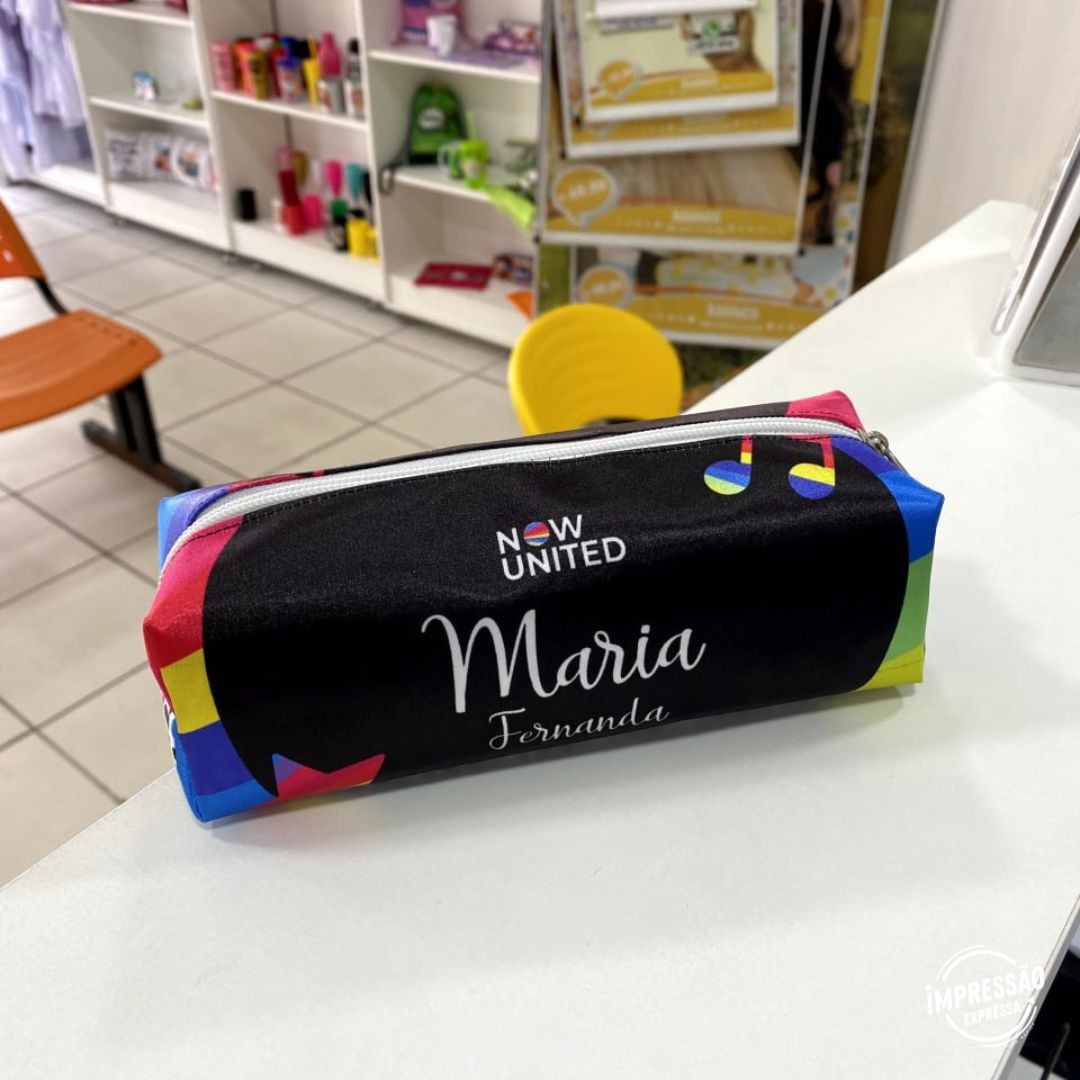 NOW
UNITED
Maria
Fernanda
iMPRESSÃO
EXPRESSA